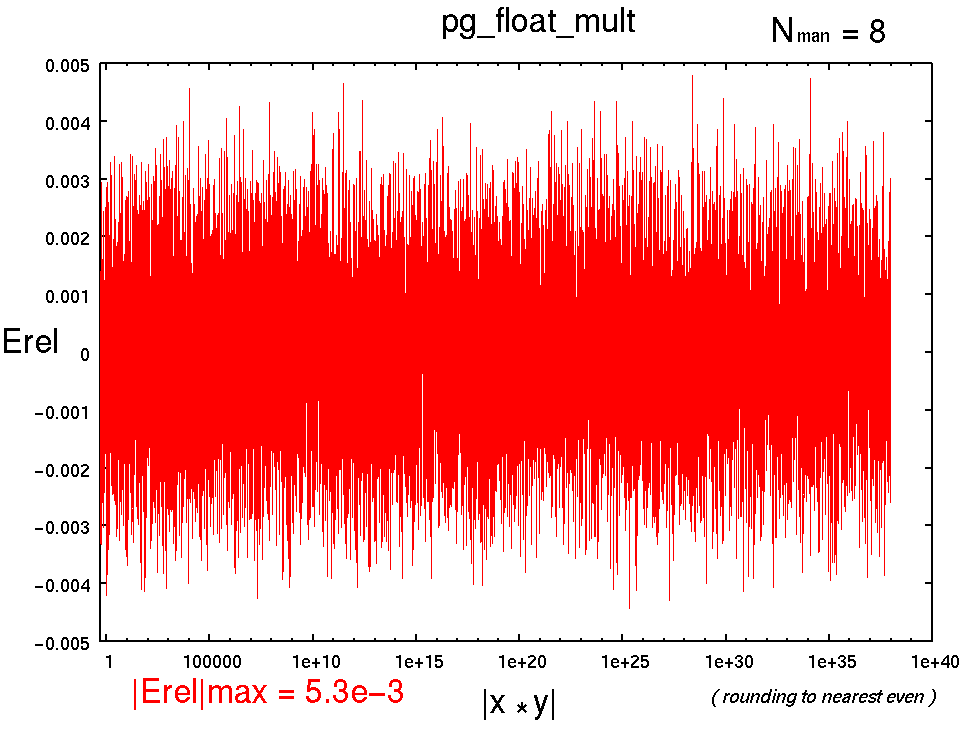 pg_float_mult
N man = 8
0.005
0.004
0.003
0.002
0.001
Erel
0
-0.001
-0.002
-0.003
-0.004
-0.005
1 100000 1e+10 1e+15 1e+20 1e+25 1e+30 1e+35 1e+40
|Erel|max = 5.3e-3
|x * y|
( rounding to nearest even )